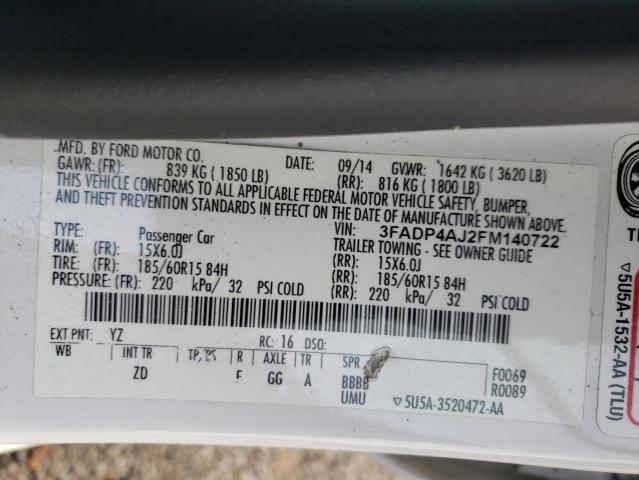 MFD. BY FORD MOTOR CO. DATE: 09/14 GVWR: 1642 KG ( 3620 LB)
GAWR: (FR): 839 KG ( 1850 LB) (RR): 816 KG ( 1800 LB)
THIS VEHICLE CONFORMS TO ALL APPLICABLE FEDERAL MOTOR VEHICLE SAFETY, BUMPER,
AND THEFT PREVENTION STANDARDS IN EFFECT ON THE DATE OF MANUFACTURE SHOWN ABOVE.
VIN: 3FADP4AJ2FM140722
TYPE: Passenger Car TRAILER TOWING - SEE OWNER GUIDE
RIM: (FR): 15X6.0J (RR): 15X6.0J
TIRE: (FR): 185/60R15 84H (RR): 185/60R15 84H
PRESSURE: (FR): 220 kPa/ 32 PSI COLD (RR): 220 kPa/ 32 PSI COLD
EXT PNT: YZ RC: 16 DSO:
WB INT TR TP/PS R AXLE TR SPR F0069
ZD F GG A BBBB R0089
UMU ▽5U5A-3520472-AA
▽5U5A-1532-AA (TLU)